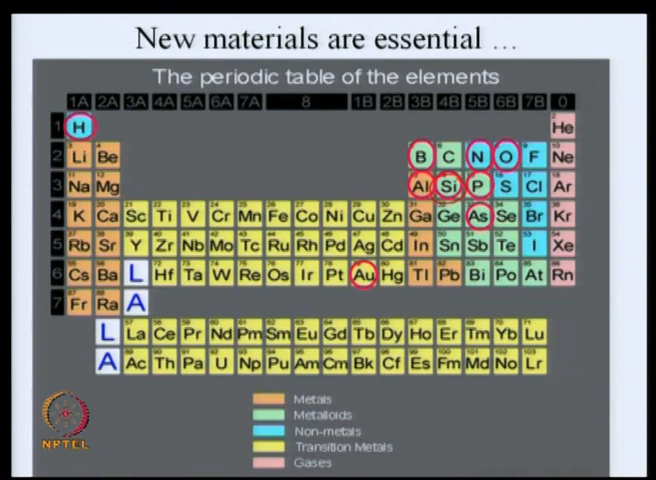 New materials are essential ...
The periodic table of the elements
1A 2A 3A 4A 5A 6A 7A 8 1B 2B 3B 4B 5B 6B 7B 0
1 H He
2 Li Be B C N O F Ne
3 Na Mg Al Si P S Cl Ar
4 K Ca Sc Ti V Cr Mn Fe Co Ni Cu Zn Ga Ge As Se Br Kr
5 Rb Sr Y Zr Nb Mo Tc Ru Rh Pd Ag Cd In Sn Sb Te I Xe
6 Cs Ba L Hf Ta W Re Os Ir Pt Au Hg Tl Pb Bi Po At Rn
7 Fr Ra A
L La Ce Pr Nd Pm Sm Eu Gd Tb Dy Ho Er Tm Yb Lu
A Ac Th Pa U Np Pu Am Cm Bk Cf Es Fm Md No Lr
Metals
Metalloids
Non-metals
Transition Metals
Gases
NPTEL